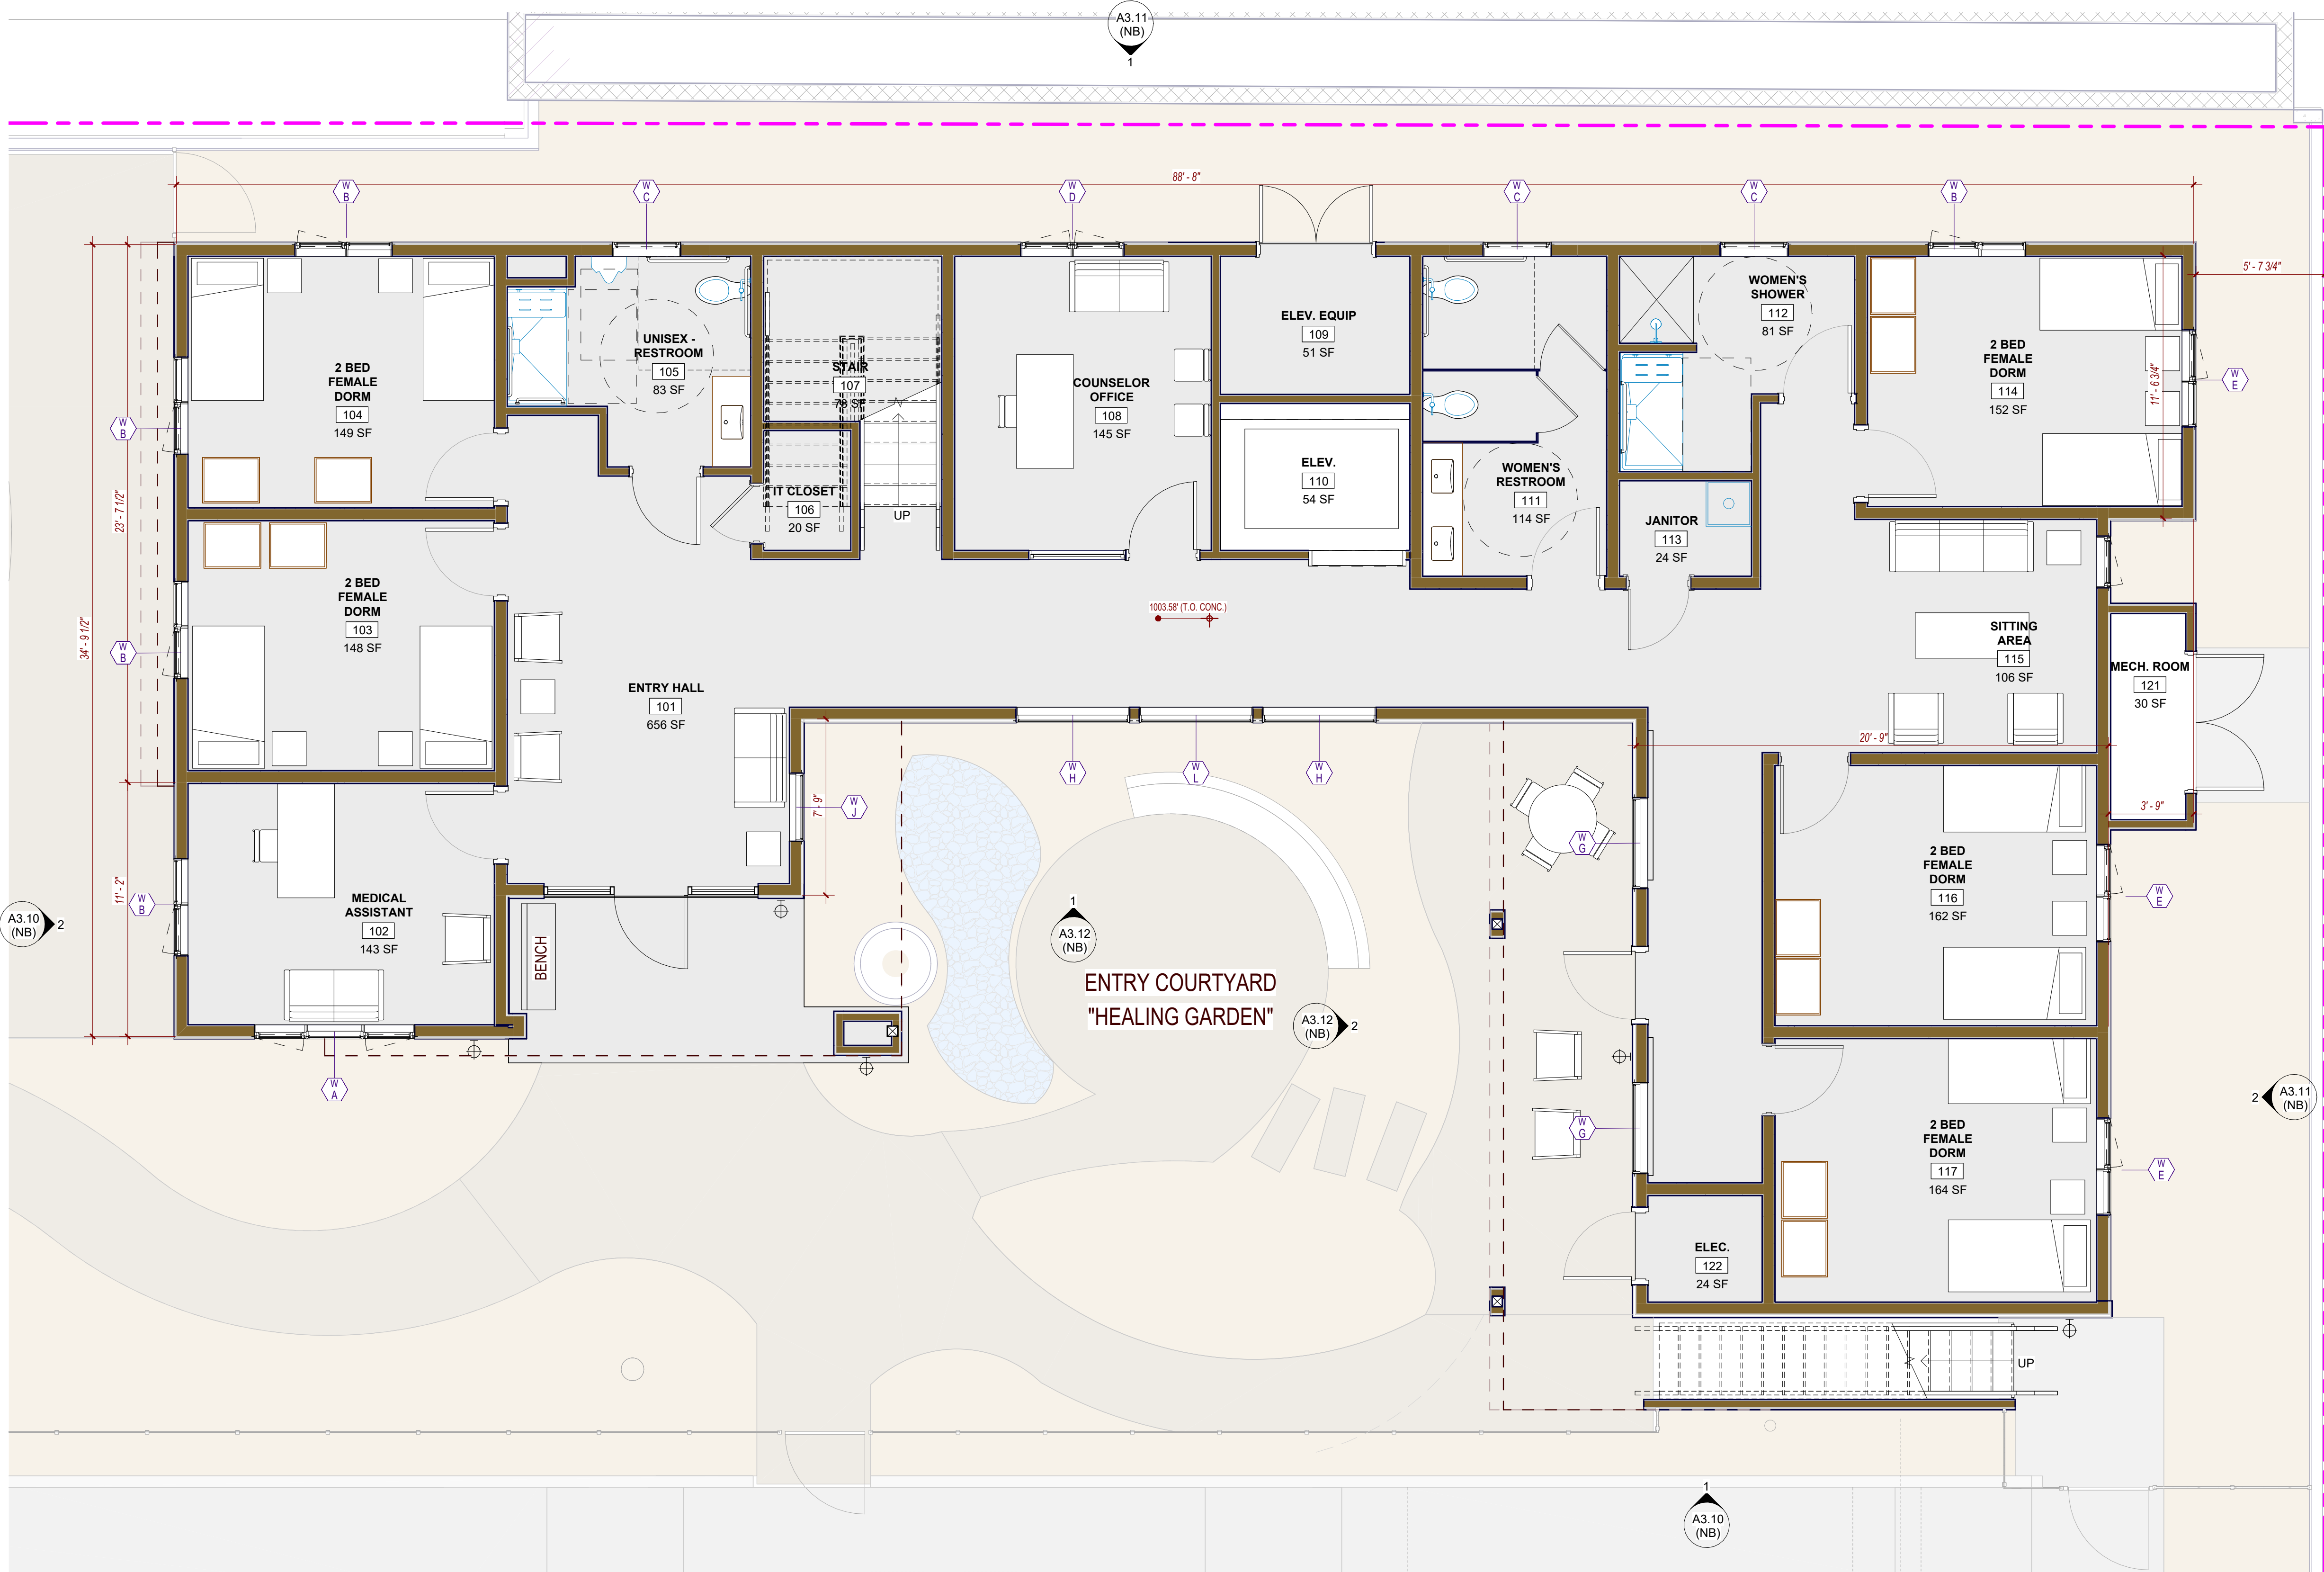 A3.11
(NB)
1
88' - 8"
W
B
W
C
W
D
W
C
W
C
W
B
5' - 7 3/4"
2 BED
FEMALE
DORM
104
149 SF
UNISEX -
RESTROOM
105
83 SF
STAIR
107
78 SF
IT CLOSET
106
20 SF
UP
COUNSELOR
OFFICE
108
145 SF
ELEV. EQUIP
109
51 SF
ELEV.
110
54 SF
WOMEN'S
RESTROOM
111
114 SF
WOMEN'S
SHOWER
112
81 SF
JANITOR
113
24 SF
2 BED
FEMALE
DORM
114
152 SF
11' - 6 3/4"
W
E
W
B
23' - 7 1/2"
34' - 9 1/2"
2 BED
FEMALE
DORM
103
148 SF
W
B
1003.58' (T.O. CONC.)
ENTRY HALL
101
656 SF
SITTING
AREA
115
106 SF
MECH. ROOM
121
30 SF
20' - 9"
3' - 9"
W
H
W
L
W
H
7' - 9"
W
J
W
G
2 BED
FEMALE
DORM
116
162 SF
W
E
11' - 2"
W
B
A3.10
(NB)
2
MEDICAL
ASSISTANT
102
143 SF
BENCH
1
A3.12
(NB)
ENTRY COURTYARD
"HEALING GARDEN"
A3.12
(NB)
2
W
A
W
G
2 BED
FEMALE
DORM
117
164 SF
W
E
2
A3.11
(NB)
ELEC.
122
24 SF
UP
1
A3.10
(NB)